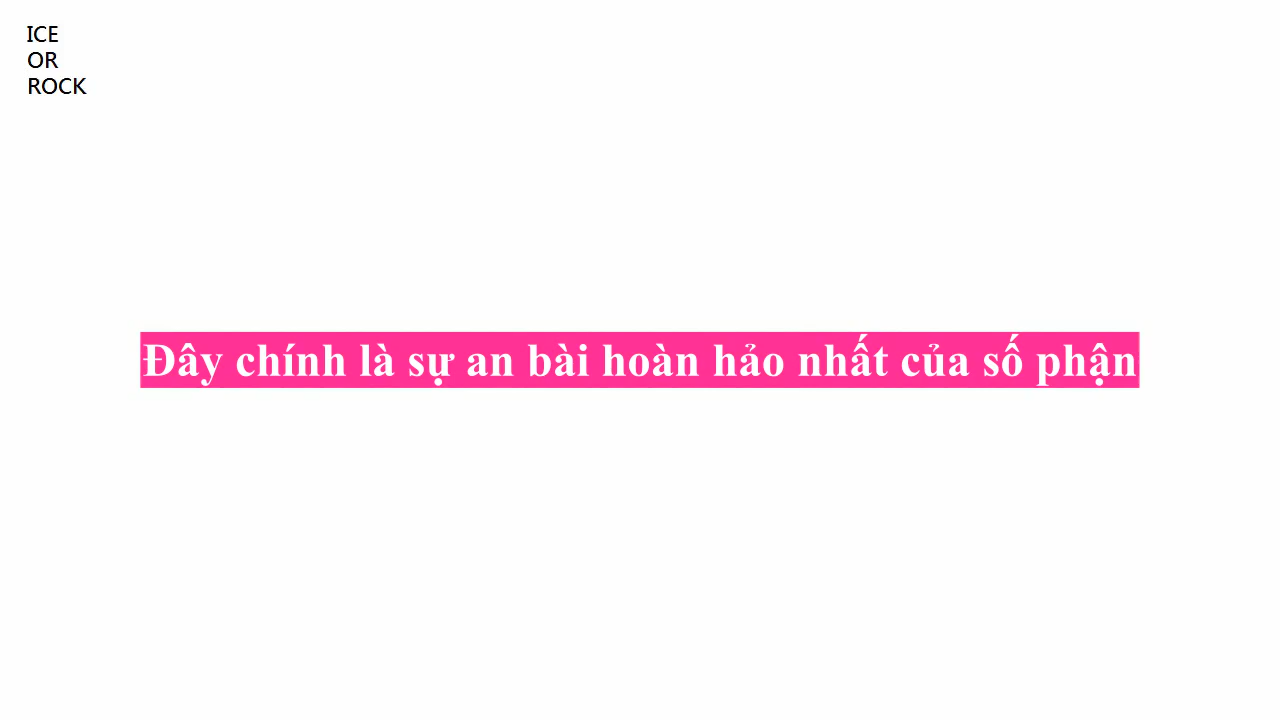 ICE
OR
ROCK
Đây chính là sự an bài hoàn hảo nhất của số phận